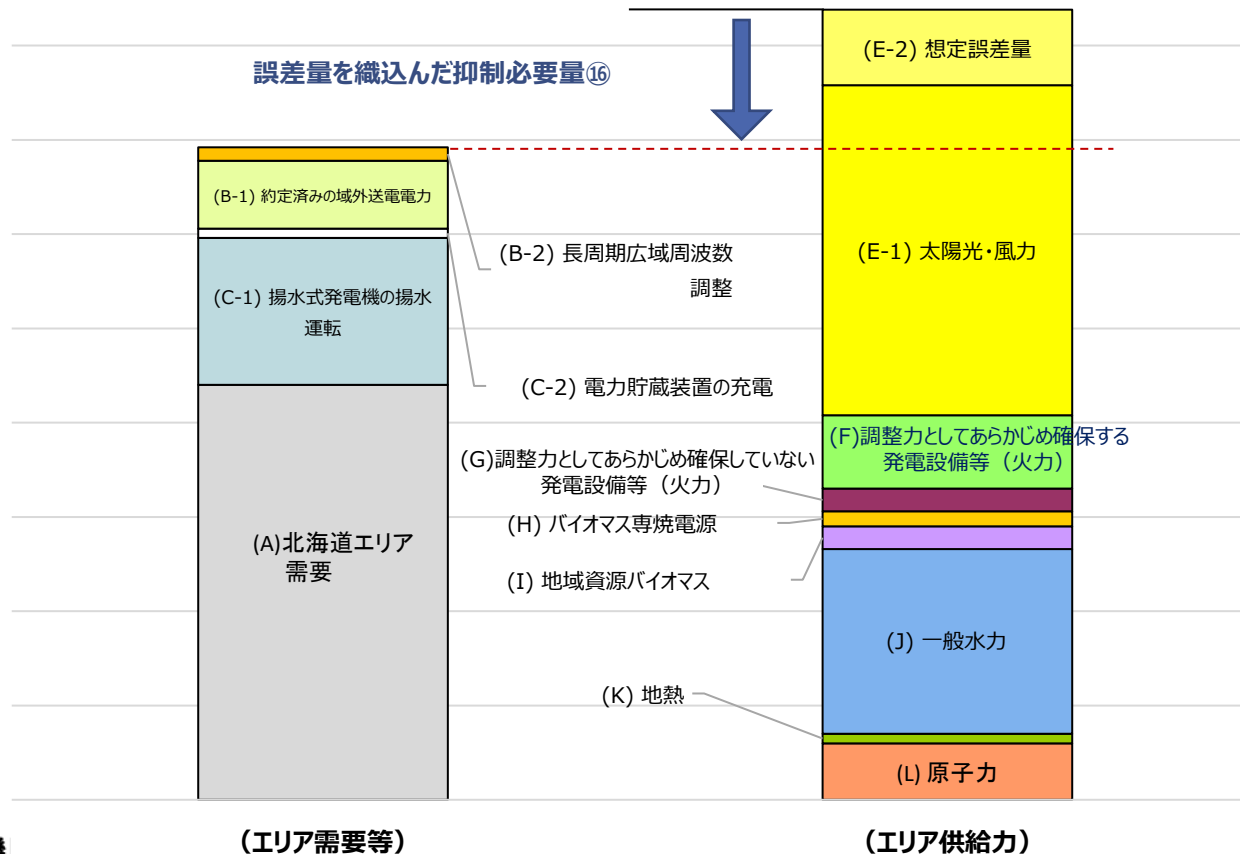 (E-2) 想定誤差量
誤差量を織込んだ抑制必要量⑯
(B-1) 約定済みの域外送電電力
(B-2) 長周期広域周波数
調整
(E-1) 太陽光・風力
(C-1) 揚水式発電機の揚水
運転
(C-2) 電力貯蔵装置の充電
(F)調整力としてあらかじめ確保する
発電設備等（火力）
(G)調整力としてあらかじめ確保していない
発電設備等（火力）
(H) バイオマス専焼電源
(A)北海道エリア
需要
(I) 地域資源バイオマス
(J) 一般水力
(K) 地熱
(L) 原子力
（エリア需要等）
（エリア供給力）